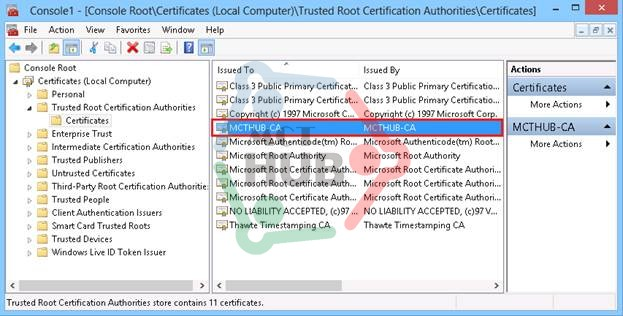 Console1 - [Console Root\Certificates (Local Computer)\Trusted Root Certification Authorities\Certificates]
File Action View Favorites Window Help
Console Root
Certificates (Local Computer)
Personal
Trusted Root Certification Authorities
Certificates
Enterprise Trust
Intermediate Certification Authorities
Trusted Publishers
Untrusted Certificates
Third-Party Root Certification Authorities
Trusted People
Client Authentication Issuers
Smart Card Trusted Roots
Trusted Devices
Windows Live ID Token Issuer
Issued To Issued By
Class 3 Public Primary Certificat... Class 3 Public Primary Certificatio...
Class 3 Public Primary Certificat... Class 3 Public Primary Certificatio...
Copyright (c) 1997 Microsoft C... Copyright (c) 1997 Microsoft Corp.
MCTHUB-CA MCTHUB-CA
Microsoft Authenticode(tm) Ro... Microsoft Authenticode(tm) Root...
Microsoft Root Authority Microsoft Root Authority
Microsoft Root Certificate Auth... Microsoft Root Certificate Authori...
Microsoft Root Certificate Auth... Microsoft Root Certificate Authori...
Microsoft Root Certificate Auth... Microsoft Root Certificate Authori...
NO LIABILITY ACCEPTED, (c)97 ... NO LIABILITY ACCEPTED, (c)97 V...
Thawte Timestamping CA Thawte Timestamping CA
Actions
Certificates
More Actions
MCTHUB-CA
More Actions
HUB
Trusted Root Certification Authorities store contains 11 certificates.